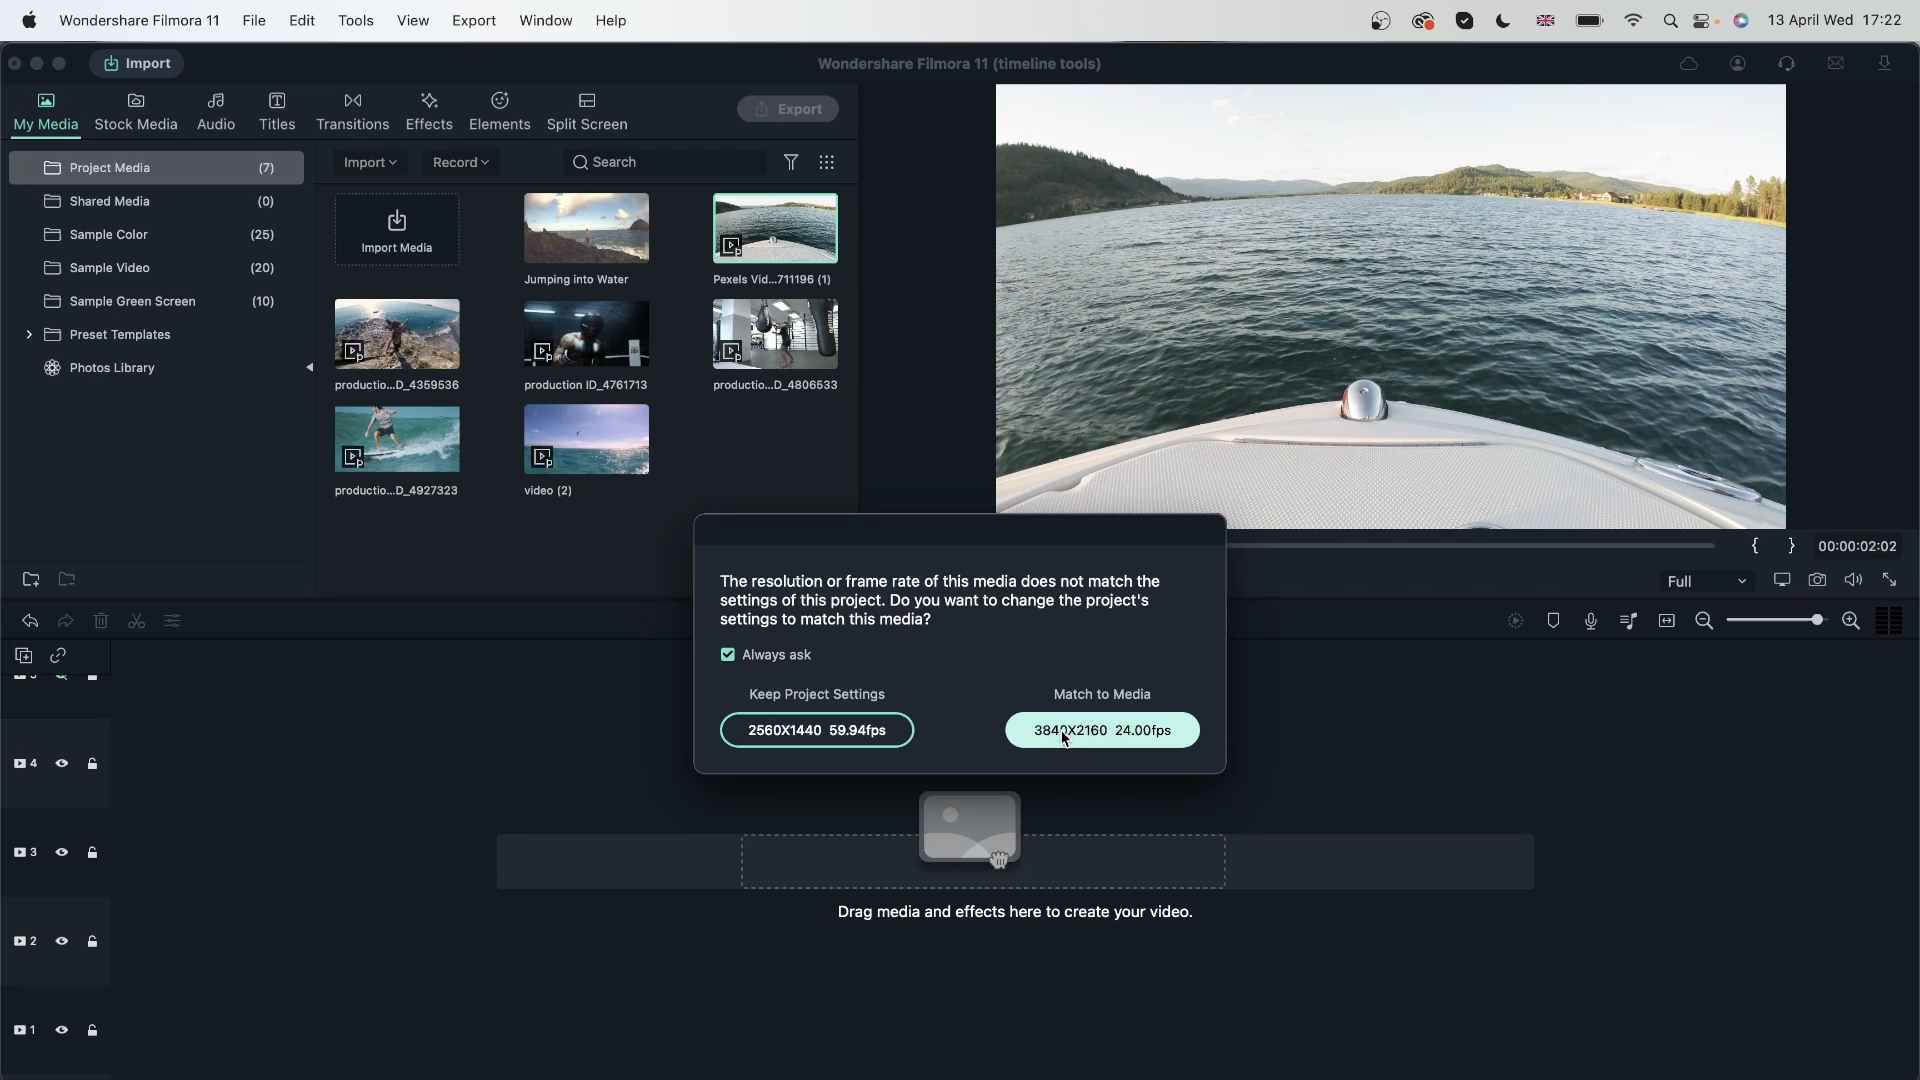 Wondershare Filmora 11 File Edit Tools View Export Window Help 13 April Wed 17:22
Import Wondershare Filmora 11 (timeline tools)
My Media Stock Media Audio Titles Transitions Effects Elements Split Screen Export
Project Media (7)
Shared Media (0)
Sample Color (25)
Sample Video (20)
Sample Green Screen (10)
Preset Templates
Photos Library
Import Record Search
Import Media
Jumping into Water
Pexels Vid...711196 (1)
productio...D_4359536
production ID_4761713
productio...D_4806533
productio...D_4927323
video (2)
{ } 00:00:02:02
Full
The resolution or frame rate of this media does not match the
settings of this project. Do you want to change the project's
settings to match this media?
Always ask
Keep Project Settings Match to Media
2560X1440 59.94fps 3840X2160 24.00fps
4
3
2
1
Drag media and effects here to create your video.